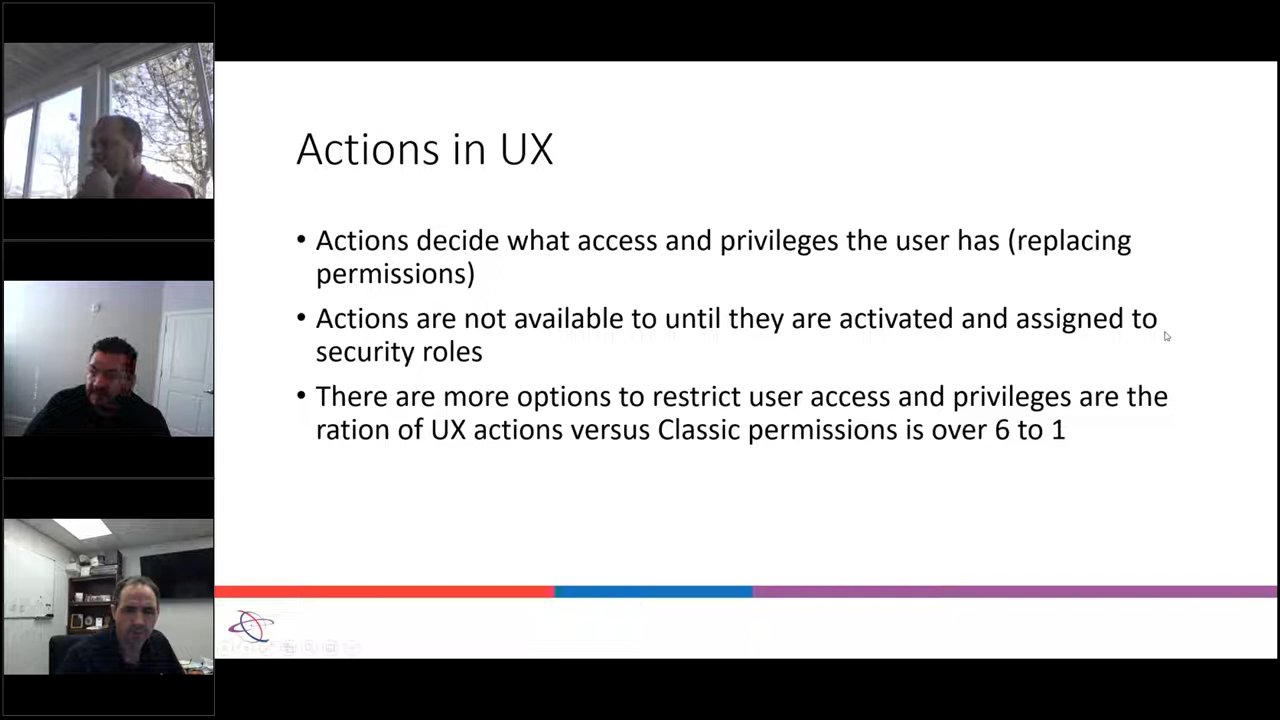 Actions in UX
• Actions decide what access and privileges the user has (replacing
permissions)
• Actions are not available to until they are activated and assigned to
security roles
• There are more options to restrict user access and privileges are the
ration of UX actions versus Classic permissions is over 6 to 1